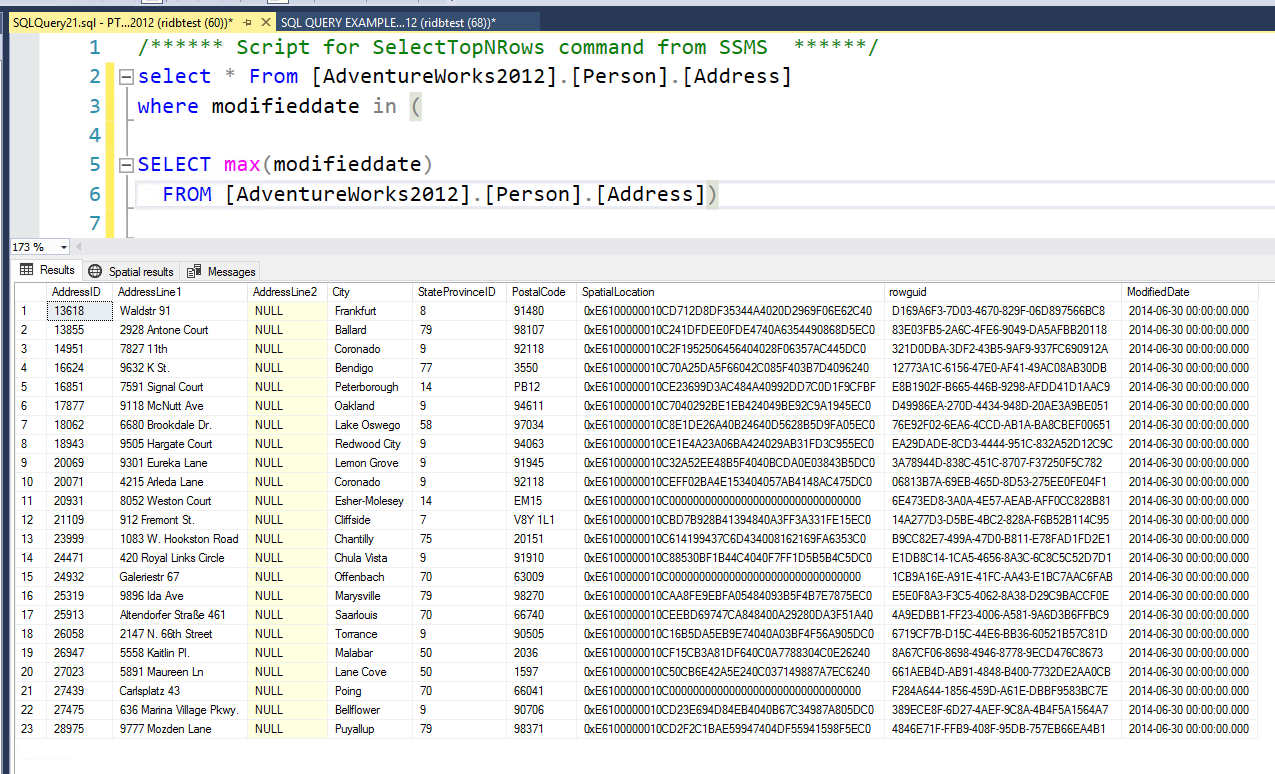 SQLQuery21.sql - PT...2012 (ridbtest (60))* SQL QUERY EXAMPLE...12 (ridbtest (68))*
1 /****** Script for SelectTopNRows command from SSMS ******/
2 select * From [AdventureWorks2012].[Person].[Address]
3 where modifieddate in (
4
5 SELECT max(modifieddate)
6 FROM [AdventureWorks2012].[Person].[Address])
7
173 %
Results Spatial results Messages
AddressID AddressLine1 AddressLine2 City StateProvinceID PostalCode SpatialLocation rowguid ModifiedDate
1 13618 Waldstr 91 NULL Frankfurt 8 91480 0xE6100000010CD712D8DF35344A4020D2969F06E62C40 D169A6F3-7D03-4670-829F-06D897566BC8 2014-06-30 00:00:00.000
2 13855 2928 Antone Court NULL Ballard 79 98107 0xE6100000010C241DFDEE0FDE4740A6354490868D5EC0 83E03FB5-2A6C-4FE6-9049-DA5AFBB20118 2014-06-30 00:00:00.000
3 14951 7827 11th NULL Coronado 9 92118 0xE6100000010C2F1952506456404028F06357AC445DC0 321D0DBA-3DF2-43B5-9AF9-937FC690912A 2014-06-30 00:00:00.000
4 16624 9632 K St. NULL Bendigo 77 3550 0xE6100000010C70A25DA5F66042C085F403B7D4096240 12773A1C-6156-47E0-AF41-49AC08AB30DB 2014-06-30 00:00:00.000
5 16851 7591 Signal Court NULL Peterborough 14 PB12 0xE6100000010CE23699D3AC484A40992DD7C0D1F9CFBF E8B1902F-B665-446B-9298-AFDD41D1AAC9 2014-06-30 00:00:00.000
6 17877 9118 McNutt Ave NULL Oakland 9 94611 0xE6100000010C7040292BE1EB424049BE92C9A1945EC0 D49986EA-270D-4434-948D-20AE3A9BE051 2014-06-30 00:00:00.000
7 18062 6680 Brookdale Dr. NULL Lake Oswego 58 97034 0xE6100000010C8E1DE26A40B24640D5628B5D9FA05EC0 76E92F02-6EA6-4CCD-AB1A-BA8CBEF00651 2014-06-30 00:00:00.000
8 18943 9505 Hargate Court NULL Redwood City 9 94063 0xE6100000010CE1E4A23A06BA424029AB31FD3C955EC0 EA29DADE-8CD3-4444-951C-832A52D12C9C 2014-06-30 00:00:00.000
9 20069 9301 Eureka Lane NULL Lemon Grove 9 91945 0xE6100000010C32A52EE48B5F4040BCDA0E03843B5DC0 3A78944D-838C-451C-8707-F37250F5C782 2014-06-30 00:00:00.000
10 20071 4215 Arleda Lane NULL Coronado 9 92118 0xE6100000010CEFF02BA4E153404057AB4148AC475DC0 06813B7A-69EB-465D-8D53-275EE0FE04F1 2014-06-30 00:00:00.000
11 20931 8052 Weston Court NULL Esher-Molesey 14 EM15 0xE6100000010C00000000000000000000000000000000 6E473ED8-3A0A-4E57-AEAB-AFF0CC828B81 2014-06-30 00:00:00.000
12 21109 912 Fremont St. NULL Cliffside 7 V8Y 1L1 0xE6100000010CBD7B928B41394840A3FF3A331FE15EC0 14A277D3-D5BE-4BC2-828A-F6B52B114C95 2014-06-30 00:00:00.000
13 23999 1083 W. Hookston Road NULL Chantilly 75 20151 0xE6100000010C614199437C6D434008162169FA6353C0 B9CC82E7-499A-47D0-B811-E78FAD1FD2E1 2014-06-30 00:00:00.000
14 24471 420 Royal Links Circle NULL Chula Vista 9 91910 0xE6100000010C88530BF1B44C4040F7FF1D5B5B4C5DC0 E1DB8C14-1CA5-4656-8A3C-6C8C5C52D7D1 2014-06-30 00:00:00.000
15 24932 Galeriestr 67 NULL Offenbach 70 63009 0xE6100000010C00000000000000000000000000000000 1CB9A16E-A91E-41FC-AA43-E1BC7AAC6FAB 2014-06-30 00:00:00.000
16 25319 9896 Ida Ave NULL Marysville 79 98270 0xE6100000010CAA8FE9EBFA05484093B5F4B7E7875EC0 E5E0F8A3-F3C5-4062-8A38-D29C9BACCF0E 2014-06-30 00:00:00.000
17 25913 Altendorfer Straße 461 NULL Saarlouis 70 66740 0xE6100000010CEEBD69747CA848400A29280DA3F51A40 4A9EDBB1-FF23-4006-A581-9A6D3B6FFBC9 2014-06-30 00:00:00.000
18 26058 2147 N. 66th Street NULL Torrance 9 90505 0xE6100000010C16B5DA5EB9E74040A03BF4F56A905DC0 6719CF7B-D15C-44E6-BB36-60521B57C81D 2014-06-30 00:00:00.000
19 26947 5558 Kaitlin Pl. NULL Malabar 50 2036 0xE6100000010CF15CB3A81DF640C0A7788304C0E26240 8A67CF06-8698-4946-8778-9ECD476C8673 2014-06-30 00:00:00.000
20 27023 5891 Maureen Ln NULL Lane Cove 50 1597 0xE6100000010C50CB6E42A5E240C037149887A7EC6240 661AEB4D-AB91-4848-B400-7732DE2AA0CB 2014-06-30 00:00:00.000
21 27439 Carlsplatz 43 NULL Poing 70 66041 0xE6100000010C00000000000000000000000000000000 F284A644-1856-459D-A61E-DBBF9583BC7E 2014-06-30 00:00:00.000
22 27475 636 Marina Village Pkwy. NULL Bellflower 9 90706 0xE6100000010CD23E694D84EB4040B67C34987A805DC0 389ECE8F-6D27-4AEF-9C8A-4B4F5A1564A7 2014-06-30 00:00:00.000
23 28975 9777 Mozden Lane NULL Puyallup 79 98371 0xE6100000010CD2F2C1BAE59947404DF55941598F5EC0 4846E71F-FFB9-408F-95DB-757EB66EA4B1 2014-06-30 00:00:00.000